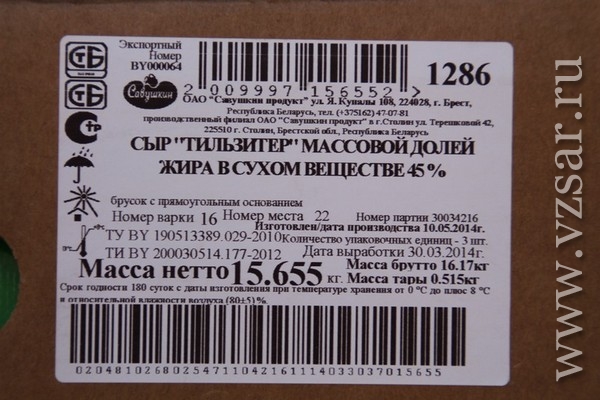 Экспортный
Номер
BY000064
СТБ
СТБ
Савушкин
2 009997 156552 >
1286
ОАО "Савушкин продукт" ул. Я. Купалы 108, 224028, г. Брест,
Республика Беларусь, тел. (+375162) 47-07-81
производственный филиал ОАО "Савушкин продукт" в г.Столин ул. Терешковой 42,
225510 г. Столин, Брестской обл., Республика Беларусь
СЫР "ТИЛЬЗИТЕР" МАССОВОЙ ДОЛЕЙ
ЖИРА В СУХОМ ВЕЩЕСТВЕ 45%
брусок с прямоугольным основанием
Номер варки 16 Номер места 22 Номер партии 30034216
Изготовлен/дата производства 10.05.2014г.
ТУ BY 190513389.029-2010 Количество упаковочных единиц - 3 шт.
ТИ BY 200030514.177-2012 Дата выработки 30.03.2014г.
Масса нетто 15,655 кг. Масса брутто 16.17кг
Масса тары 0.515кг
Срок годности 180 суток с даты изготовления при температуре хранения от 0 °С до плюс 8 °С
и относительной влажности воздуха (80±5) %.
0204810268025471104216111403303701565​5
www.vzsar.ru